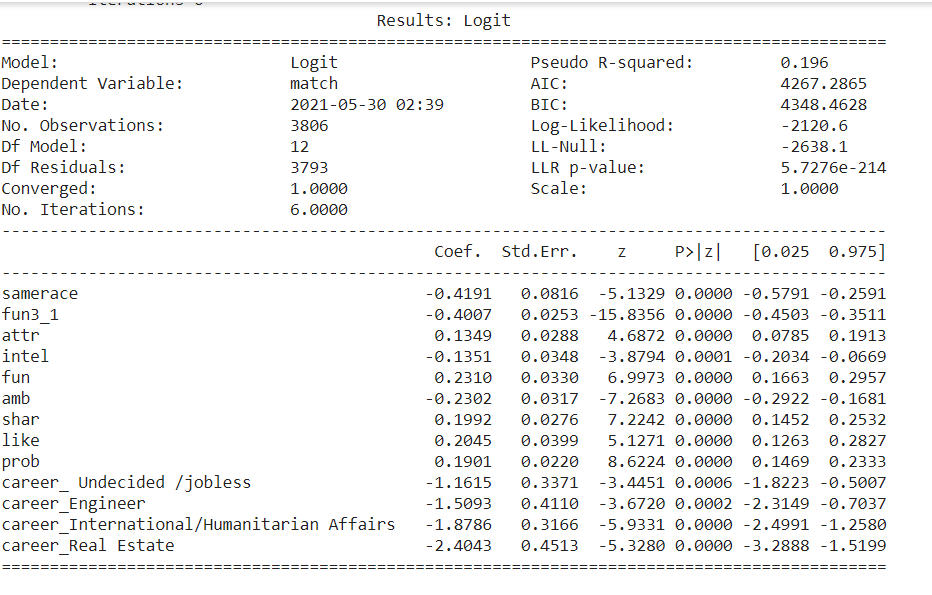 Results: Logit
==========================================================================================
Model: Logit Pseudo R-squared: 0.196
Dependent Variable: match AIC: 4267.2865
Date: 2021-05-30 02:39 BIC: 4348.4628
No. Observations: 3806 Log-Likelihood: -2120.6
Df Model: 12 LL-Null: -2638.1
Df Residuals: 3793 LLR p-value: 5.7276e-214
Converged: 1.0000 Scale: 1.0000
No. Iterations: 6.0000
------------------------------------------------------------------------------------------
Coef. Std.Err. z P>|z| [0.025 0.975]
------------------------------------------------------------------------------------------
samerace -0.4191 0.0816 -5.1329 0.0000 -0.5791 -0.2591
fun3_1 -0.4007 0.0253 -15.8356 0.0000 -0.4503 -0.3511
attr 0.1349 0.0288 4.6872 0.0000 0.0785 0.1913
intel -0.1351 0.0348 -3.8794 0.0001 -0.2034 -0.0669
fun 0.2310 0.0330 6.9973 0.0000 0.1663 0.2957
amb -0.2302 0.0317 -7.2683 0.0000 -0.2922 -0.1681
shar 0.1992 0.0276 7.2242 0.0000 0.1452 0.2532
like 0.2045 0.0399 5.1271 0.0000 0.1263 0.2827
prob 0.1901 0.0220 8.6224 0.0000 0.1469 0.2333
career_ Undecided /jobless -1.1615 0.3371 -3.4451 0.0006 -1.8223 -0.5007
career_Engineer -1.5093 0.4110 -3.6720 0.0002 -2.3149 -0.7037
career_International/Humanitarian Affairs -1.8786 0.3166 -5.9331 0.0000 -2.4991 -1.2580
career_Real Estate -2.4043 0.4513 -5.3280 0.0000 -3.2888 -1.5199
==========================================================================================